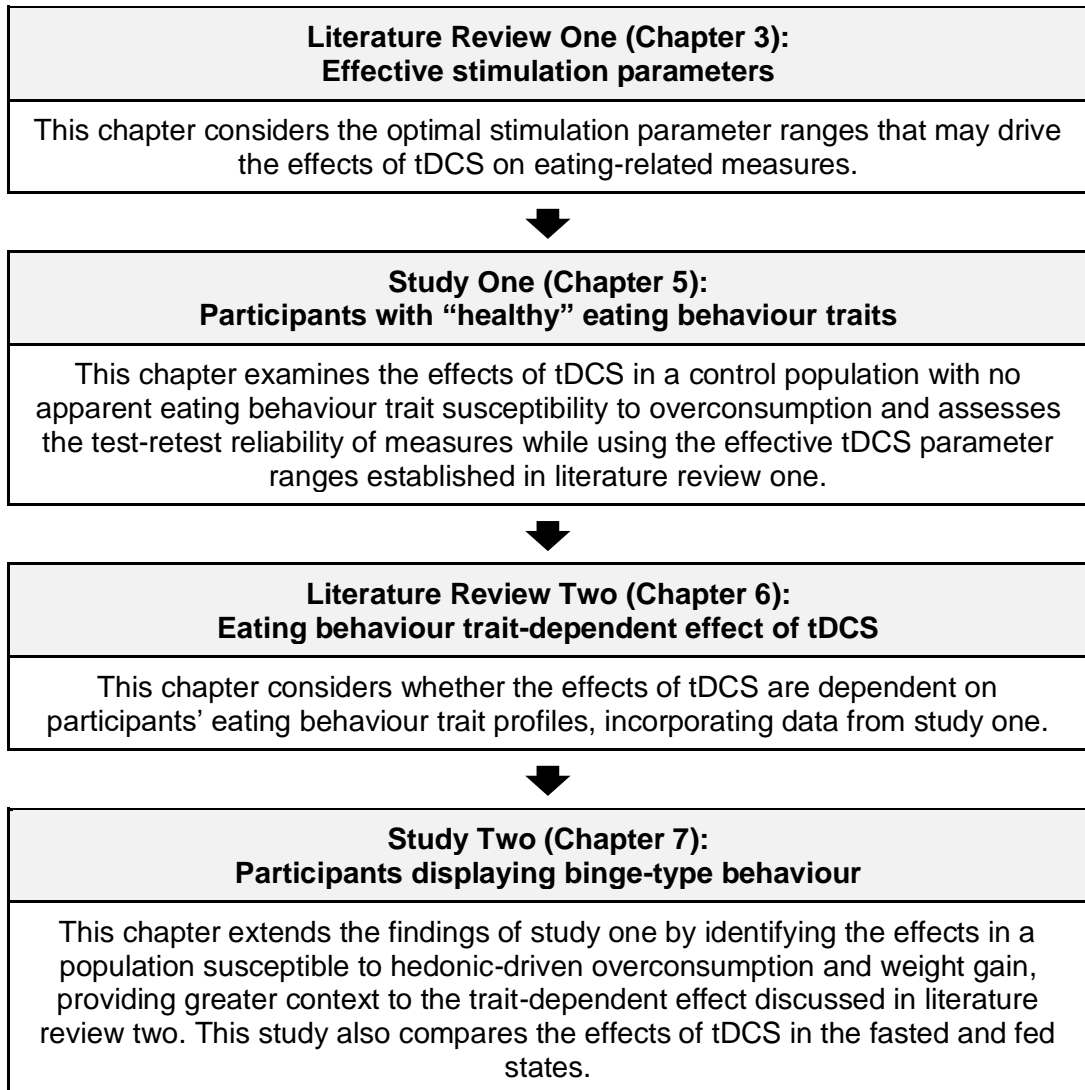 Literature Review One (Chapter 3):
Effective stimulation parameters
This chapter considers the optimal stimulation parameter ranges that may drive
the effects of tDCS on eating-related measures.
Study One (Chapter 5):
Participants with “healthy” eating behaviour traits
This chapter examines the effects of tDCS in a control population with no
apparent eating behaviour trait susceptibility to overconsumption and assesses
the test-retest reliability of measures while using the effective tDCS parameter
ranges established in literature review one.
Literature Review Two (Chapter 6):
Eating behaviour trait-dependent effect of tDCS
This chapter considers whether the effects of tDCS are dependent on
participants’ eating behaviour trait profiles, incorporating data from study one.
Study Two (Chapter 7):
Participants displaying binge-type behaviour
This chapter extends the findings of study one by identifying the effects in a
population susceptible to hedonic-driven overconsumption and weight gain,
providing greater context to the trait-dependent effect discussed in literature
review two. This study also compares the effects of tDCS in the fasted and fed
states.